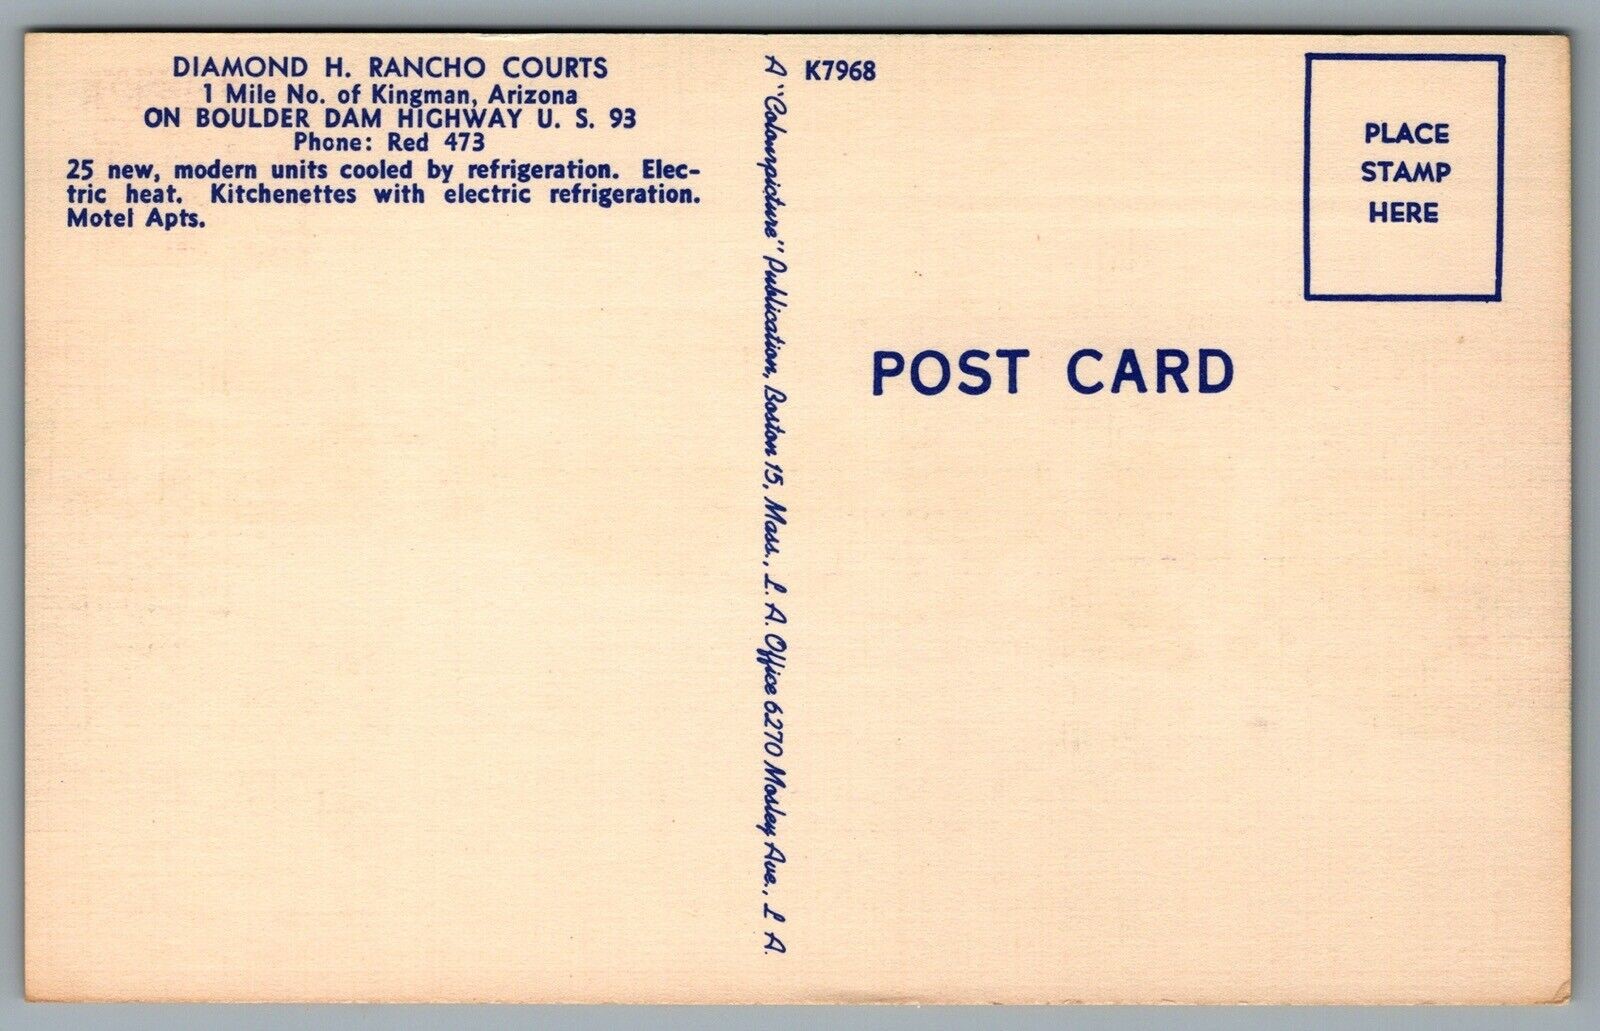 DIAMOND H. RANCHO COURTS
1 Mile No. of Kingman, Arizona
ON BOULDER DAM HIGHWAY U. S. 93
Phone: Red 473
25 new, modern units cooled by refrigeration. Elec-
tric heat. Kitchenettes with electric refrigeration.
Motel Apts.
A "Colourpicture" Publication, Boston 15, Mass., L. A. Office 6270 Mosley Ave., L A.
K7968
PLACE
STAMP
HERE
POST CARD